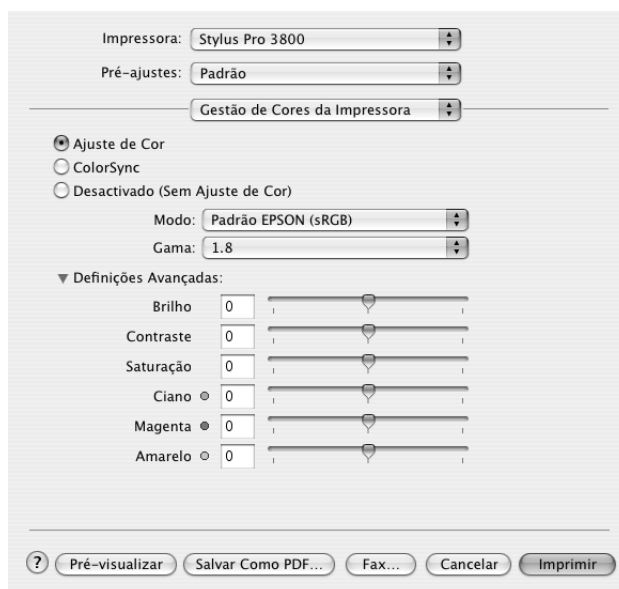 Impressora: Stylus Pro 3800
Pré-ajustes: Padrão
Gestão de Cores da Impressora
Ajuste de Cor
ColorSync
Desactivado (Sem Ajuste de Cor)
Modo: Padrão EPSON (sRGB)
Gama: 1.8
Definições Avançadas:
Brilho 0
Contraste 0
Saturação 0
Ciano 0
Magenta 0
Amarelo 0
? Pré-visualizar Salvar Como PDF... Fax... Cancelar Imprimir